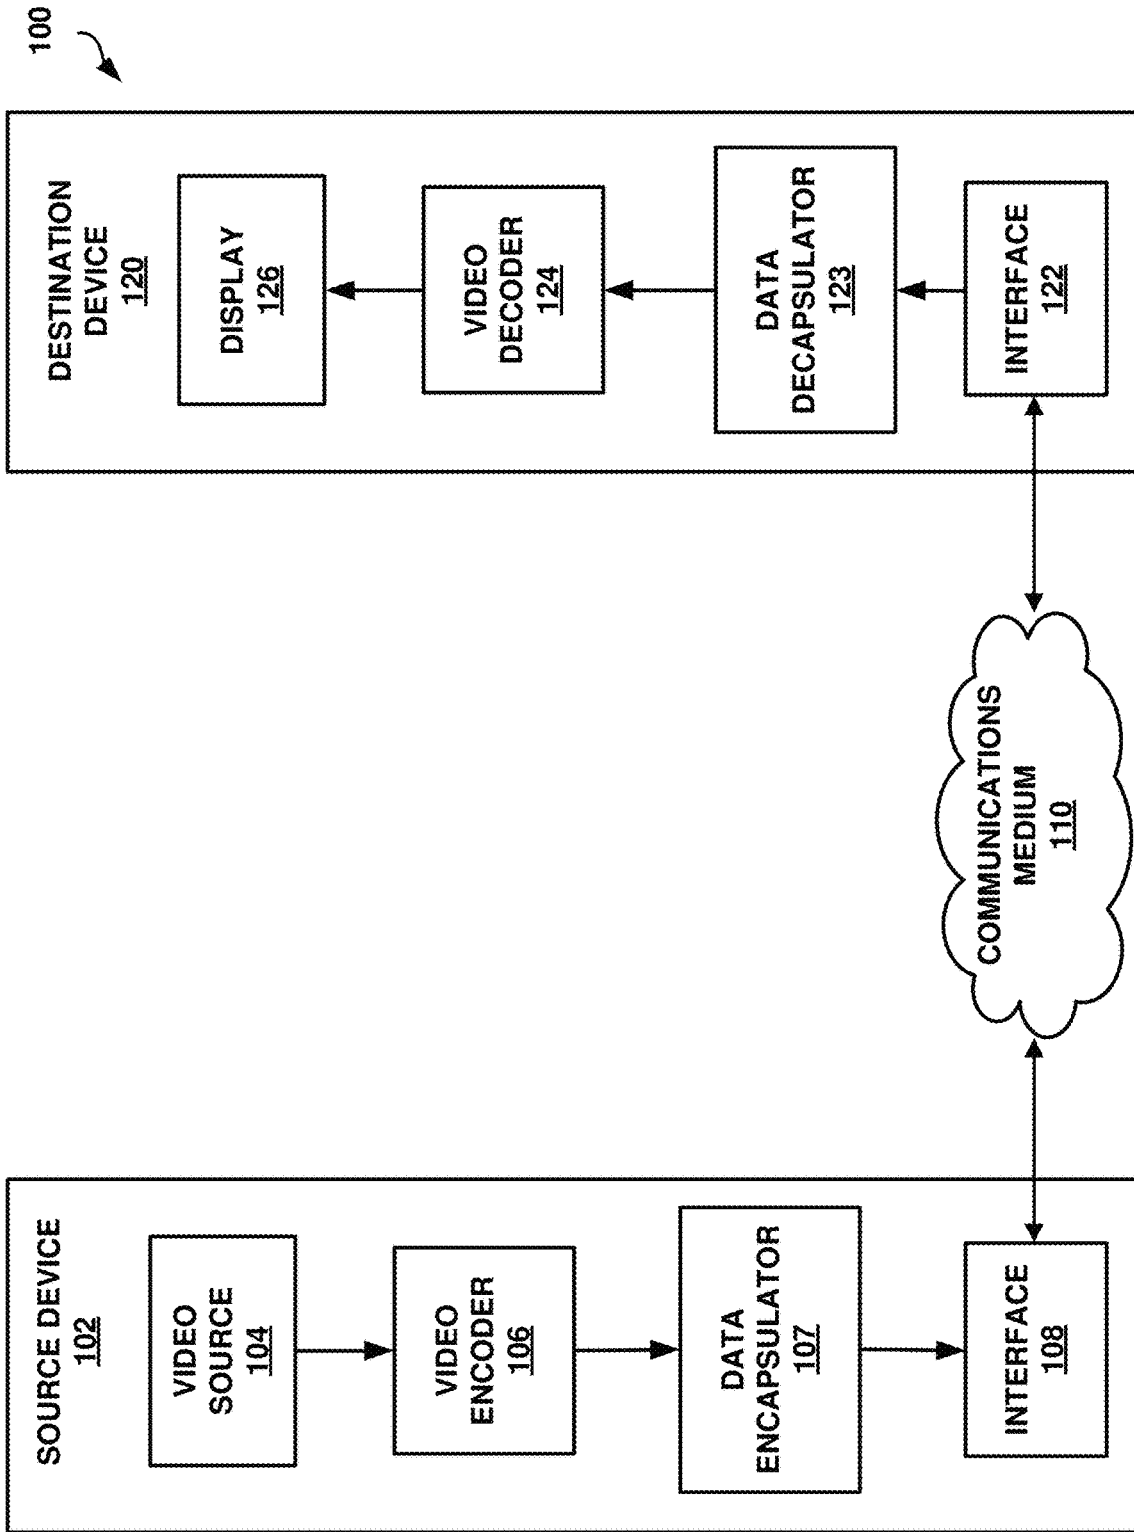 100
SOURCE DEVICE
102
VIDEO
SOURCE
104
VIDEO
ENCODER
106
DATA
ENCAPSULATOR
107
INTERFACE
108
COMMUNICATIONS
MEDIUM
110
DESTINATION
DEVICE
120
DISPLAY
126
VIDEO
DECODER
124
DATA
DECAPSULATOR
123
INTERFACE
122